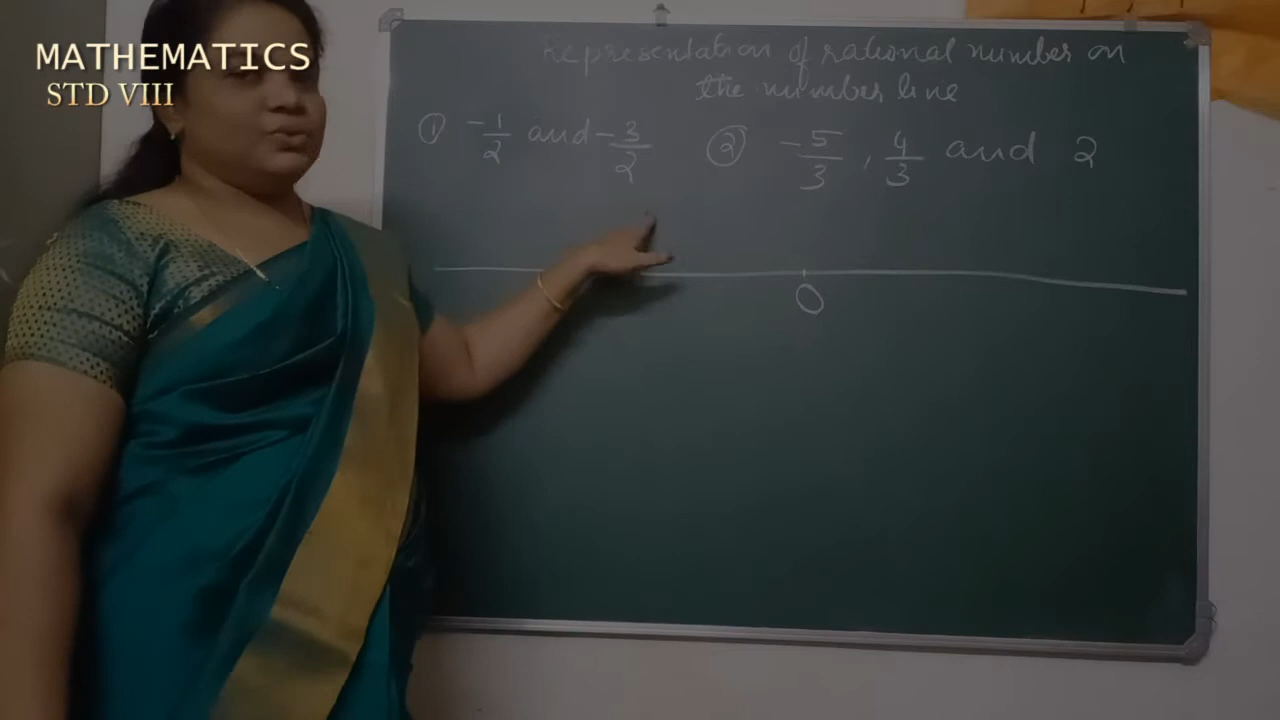 MATHEMATICS
STD VIII
Representation of rational number on
the number line
① -1/2 and -3/2 ② -5/3, 4/3 and 2
0